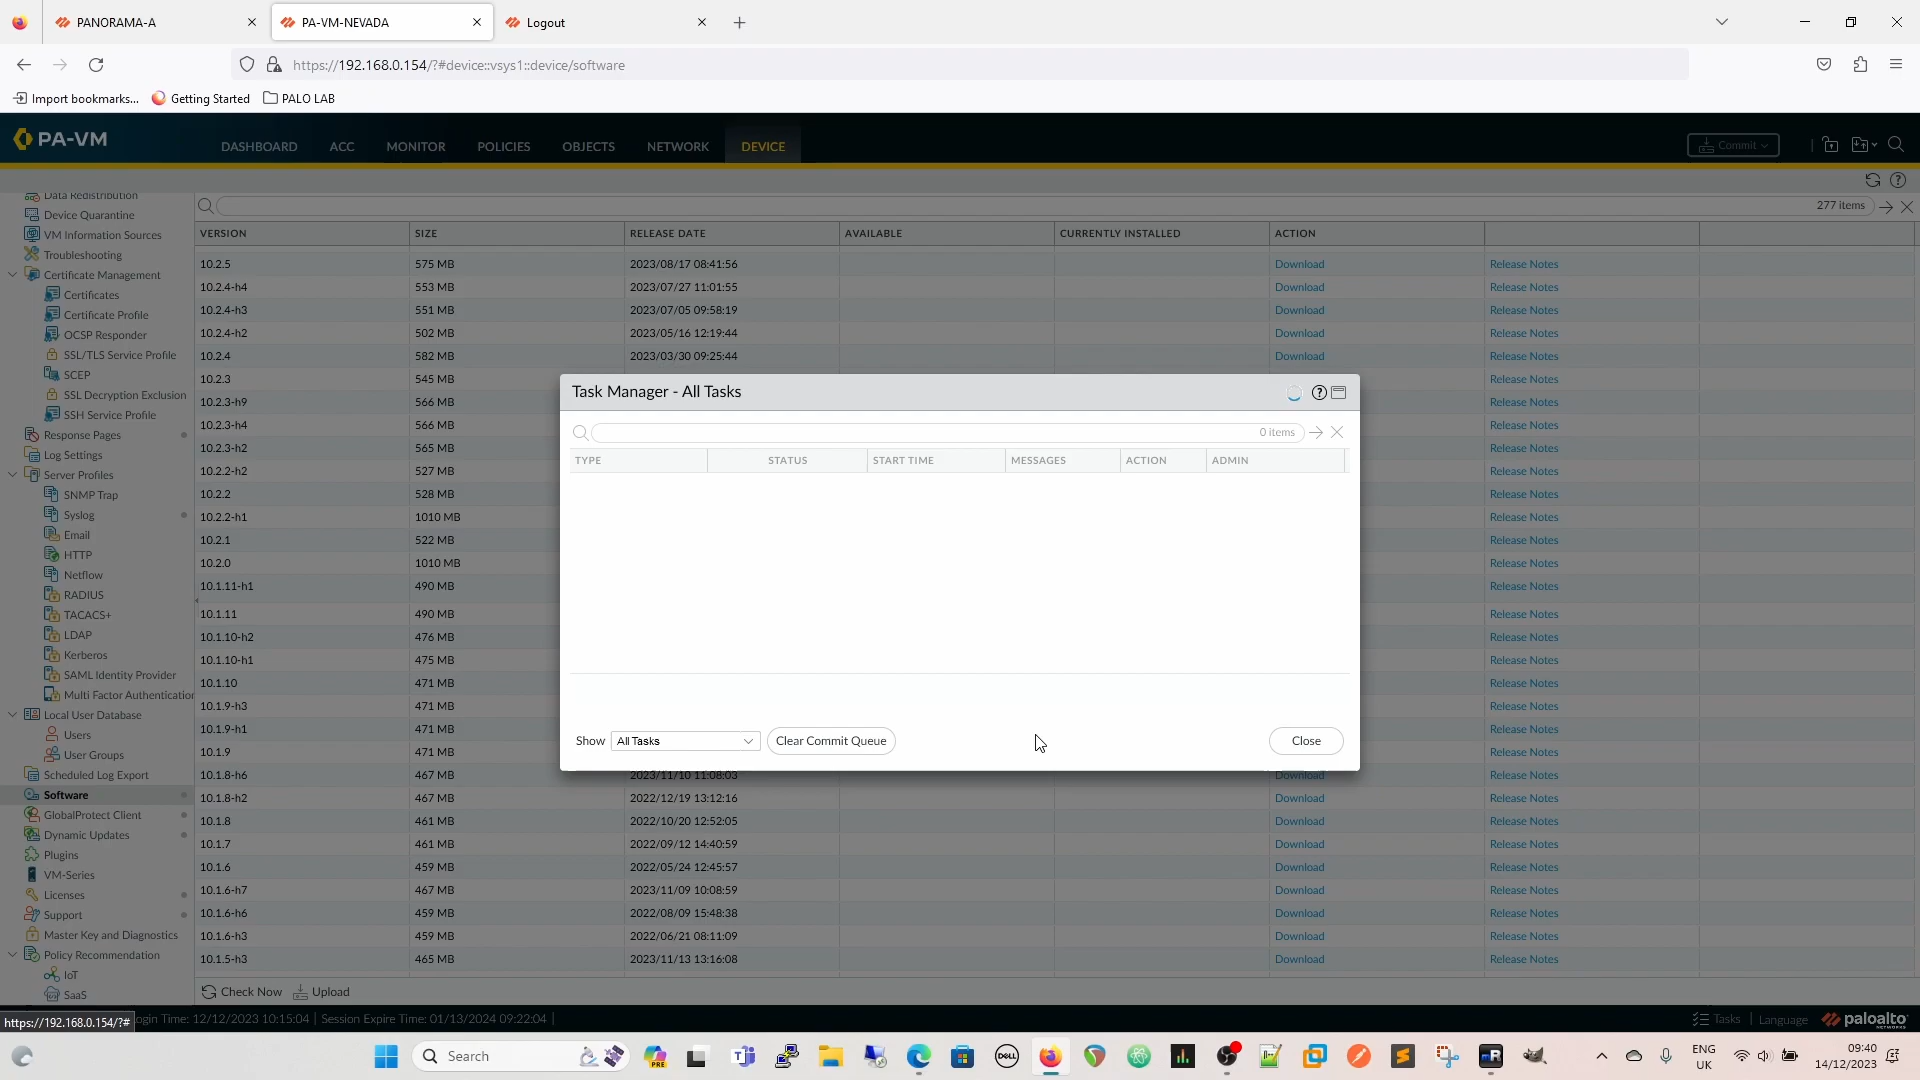 PANORAMA-A
PA-VM-NEVADA
Logout
https://192.168.0.154/?#device::vsys1::device/software
Import bookmarks...
Getting Started
PALO LAB
PA-VM
DASHBOARD
ACC
MONITOR
POLICIES
OBJECTS
NETWORK
DEVICE
Commit
277 items
Data Redistribution
Device Quarantine
VM Information Sources
Troubleshooting
Certificate Management
Certificates
Certificate Profile
OCSP Responder
SSL/TLS Service Profile
SCEP
SSL Decryption Exclusion
SSH Service Profile
Response Pages
Log Settings
Server Profiles
SNMP Trap
Syslog
Email
HTTP
Netflow
RADIUS
TACACS+
LDAP
Kerberos
SAML Identity Provider
Multi Factor Authentication
Local User Database
Users
User Groups
Scheduled Log Export
Software
GlobalProtect Client
Dynamic Updates
Plugins
VM-Series
Licenses
Support
Master Key and Diagnostics
Policy Recommendation
IoT
SaaS
VERSION SIZE RELEASE DATE AVAILABLE CURRENTLY INSTALLED ACTION
10.2.5 575 MB 2023/08/17 08:41:56 Download Release Notes
10.2.4-h4 553 MB 2023/07/27 11:01:55 Download Release Notes
10.2.4-h3 551 MB 2023/07/05 09:58:19 Download Release Notes
10.2.4-h2 502 MB 2023/05/16 12:19:44 Download Release Notes
10.2.4 582 MB 2023/03/30 09:25:44 Download Release Notes
10.2.3 545 MB Release Notes
10.2.3-h9 566 MB Release Notes
10.2.3-h4 566 MB Release Notes
10.2.3-h2 565 MB Release Notes
10.2.2-h2 527 MB Release Notes
10.2.2 528 MB Release Notes
10.2.2-h1 1010 MB Release Notes
10.2.1 522 MB Release Notes
10.2.0 1010 MB Release Notes
10.1.11-h1 490 MB Release Notes
10.1.11 490 MB Release Notes
10.1.10-h2 476 MB Release Notes
10.1.10-h1 475 MB Release Notes
10.1.10 471 MB Release Notes
10.1.9-h3 471 MB Release Notes
10.1.9-h1 471 MB Release Notes
10.1.9 471 MB Release Notes
10.1.8-h6 467 MB 2023/11/10 11:08:03 Download Release Notes
10.1.8-h2 467 MB 2022/12/19 13:12:16 Download Release Notes
10.1.8 461 MB 2022/10/20 12:52:05 Download Release Notes
10.1.7 461 MB 2022/09/12 14:40:59 Download Release Notes
10.1.6 459 MB 2022/05/24 12:45:57 Download Release Notes
10.1.6-h7 467 MB 2023/11/09 10:08:59 Download Release Notes
10.1.6-h6 459 MB 2022/08/09 15:48:38 Download Release Notes
10.1.6-h3 459 MB 2022/06/21 08:11:09 Download Release Notes
10.1.5-h3 465 MB 2023/11/13 13:16:08 Download Release Notes
Task Manager - All Tasks
0 items
TYPE STATUS START TIME MESSAGES ACTION ADMIN
Show All Tasks Clear Commit Queue Close
Check Now Upload
https://192.168.0.154/?#
ogin Time: 12/12/2023 10:15:04 | Session Expire Time: 01/13/2024 09:22:04 |
Tasks | Language paloalto
NETWORKS
Search
PRE
DELL
mR
ENG
UK
09:40
14/12/2023